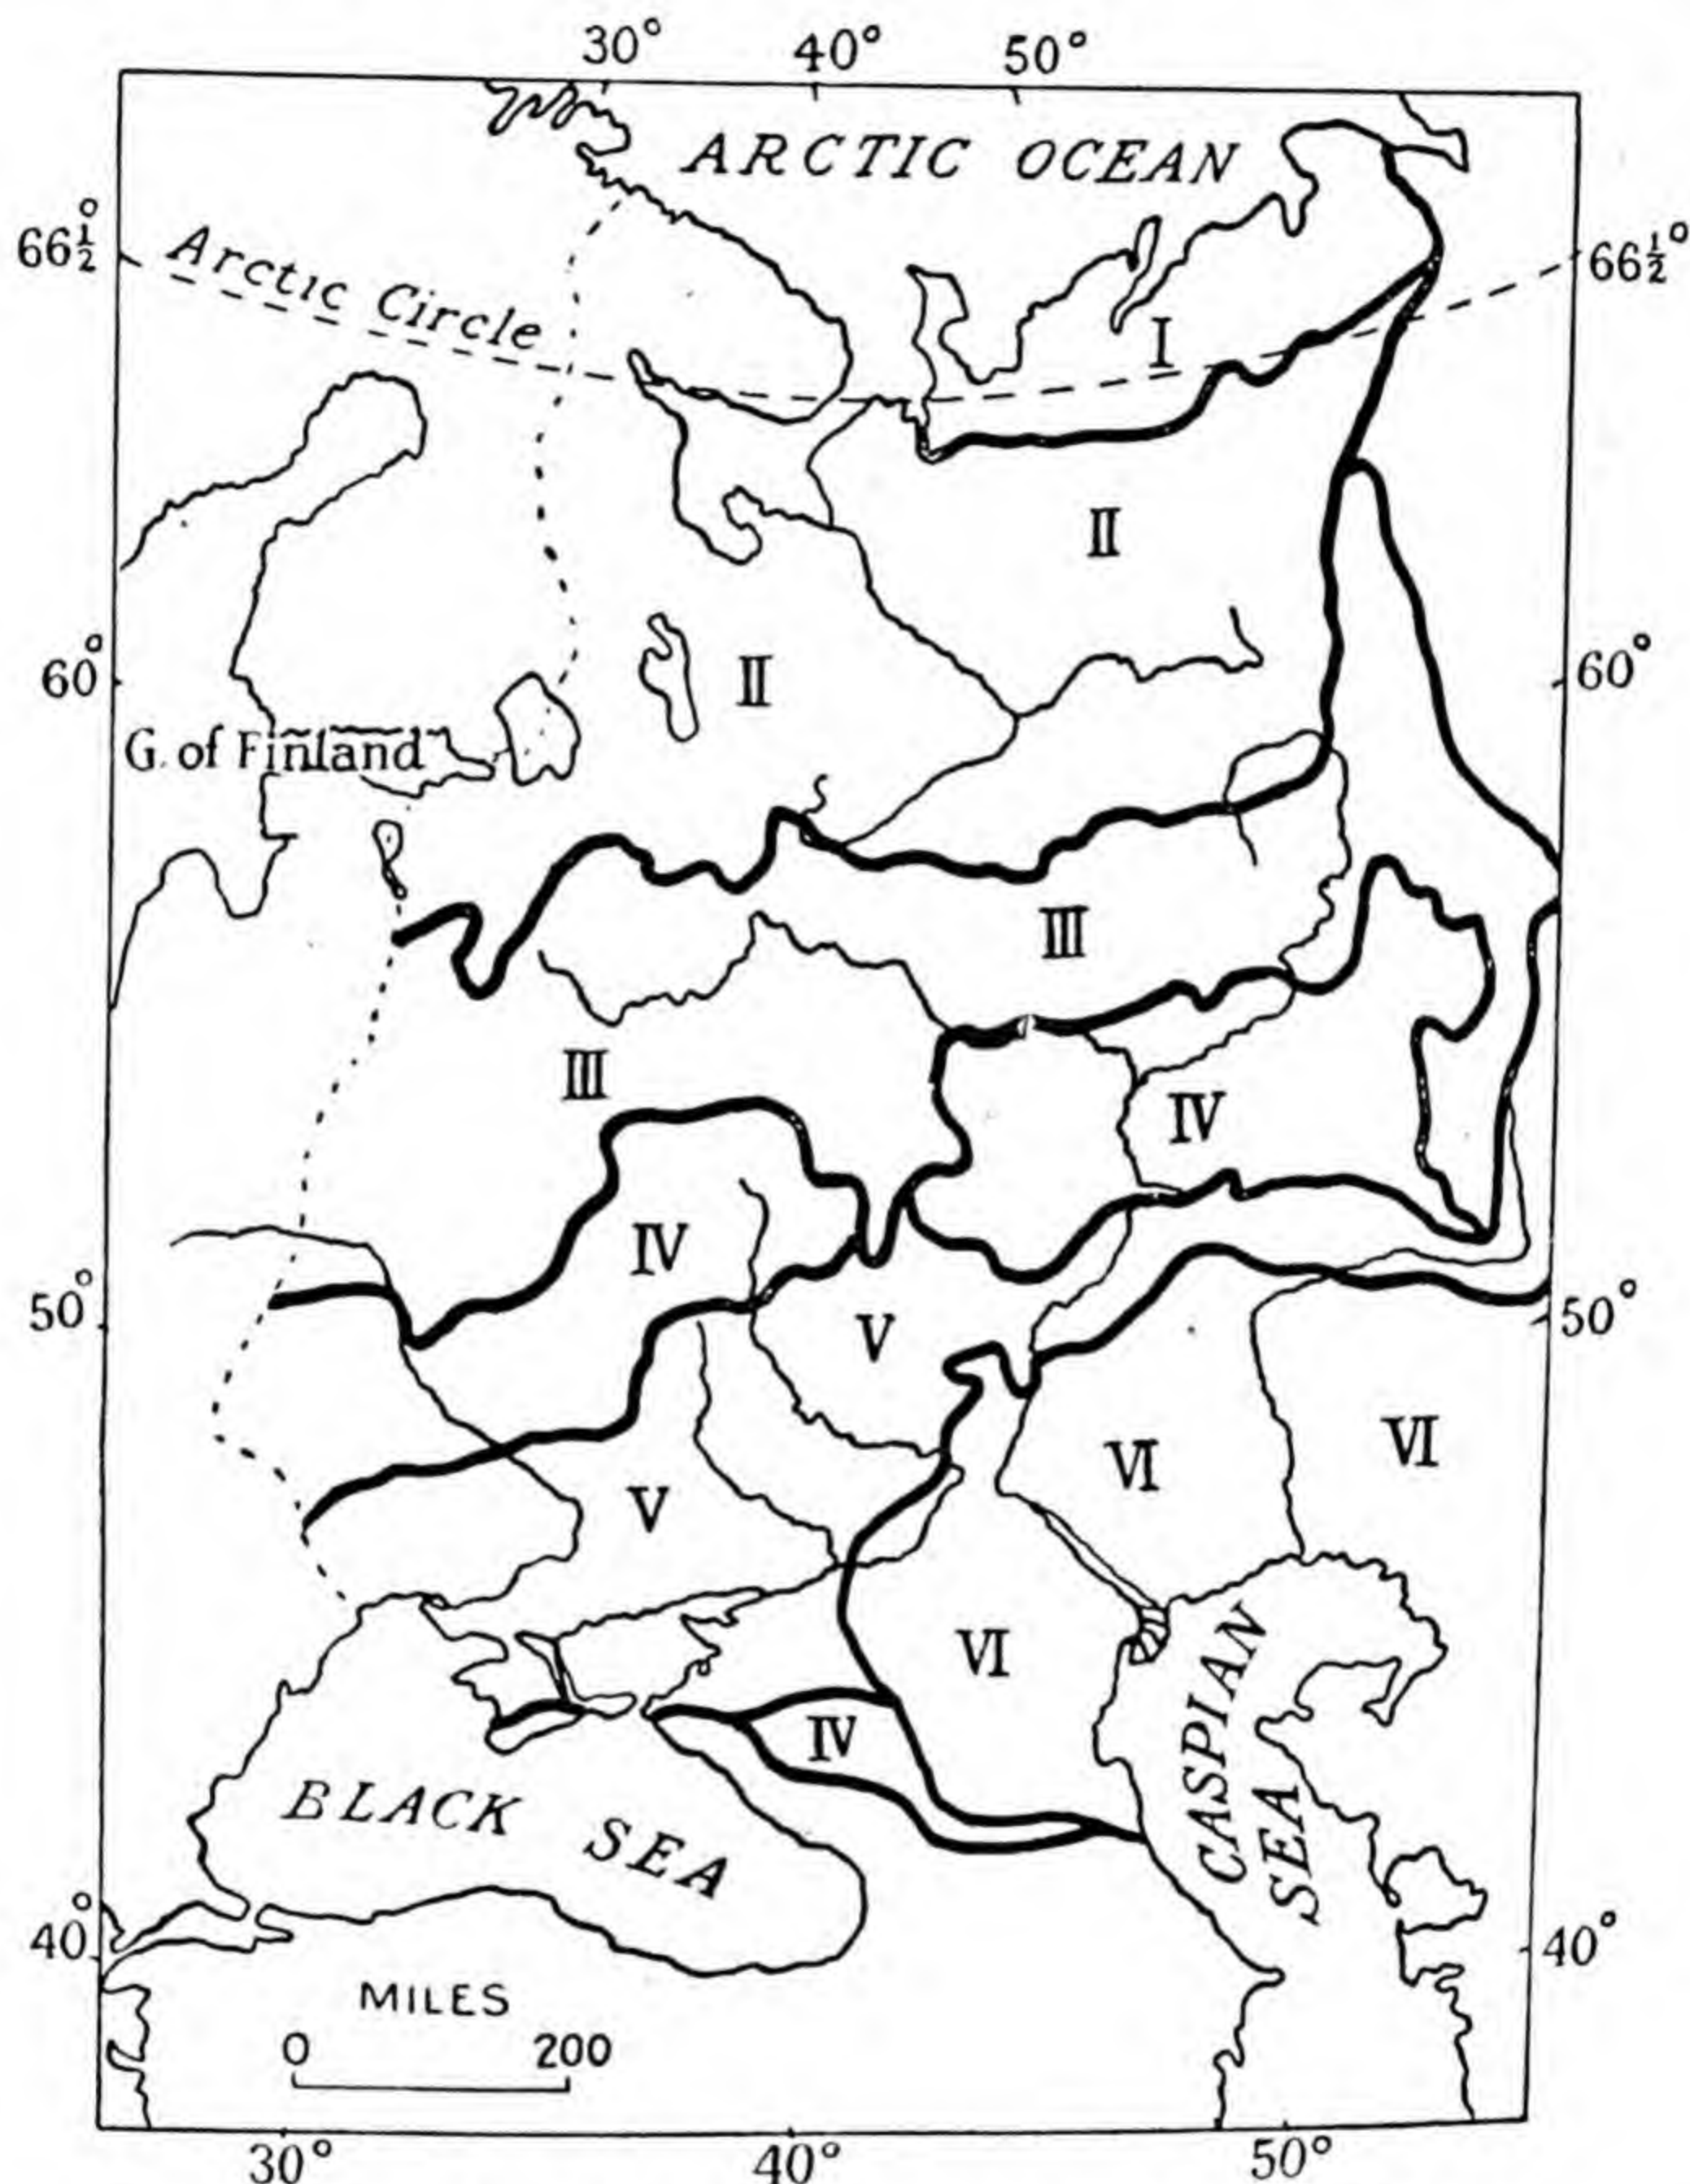 30° 40° 50°
ARCTIC OCEAN
66½° 66½°
Arctic Circle
I
II
60° 60°
II
G. of Finland
III
III
IV
IV
50° 50°
V
VI
VI
V
VI
IV
CASPIAN
SEA
BLACK SEA
40° 40°
MILES
0 200
30° 40° 50°